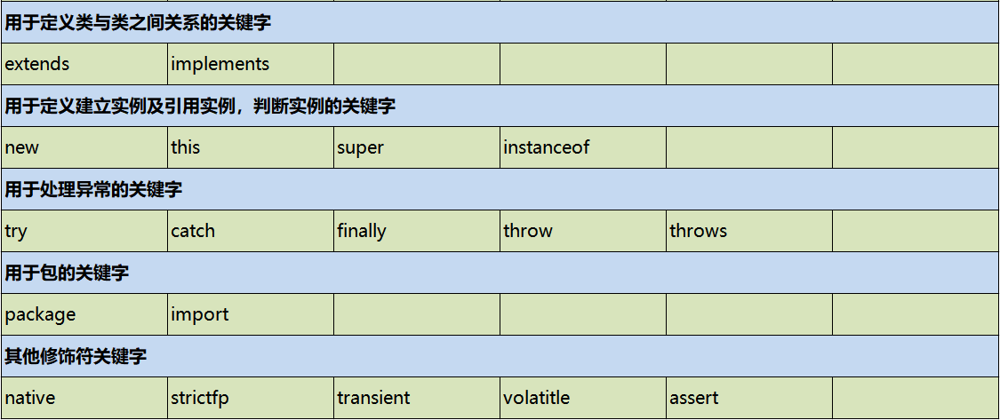 用于定义类与类之间关系的关键字
extends implements
用于定义建立实例及引用实例，判断实例的关键字
new this super instanceof
用于处理异常的关键字
try catch finally throw throws
用于包的关键字
package import
其他修饰符关键字
native strictfp transient volatitle assert